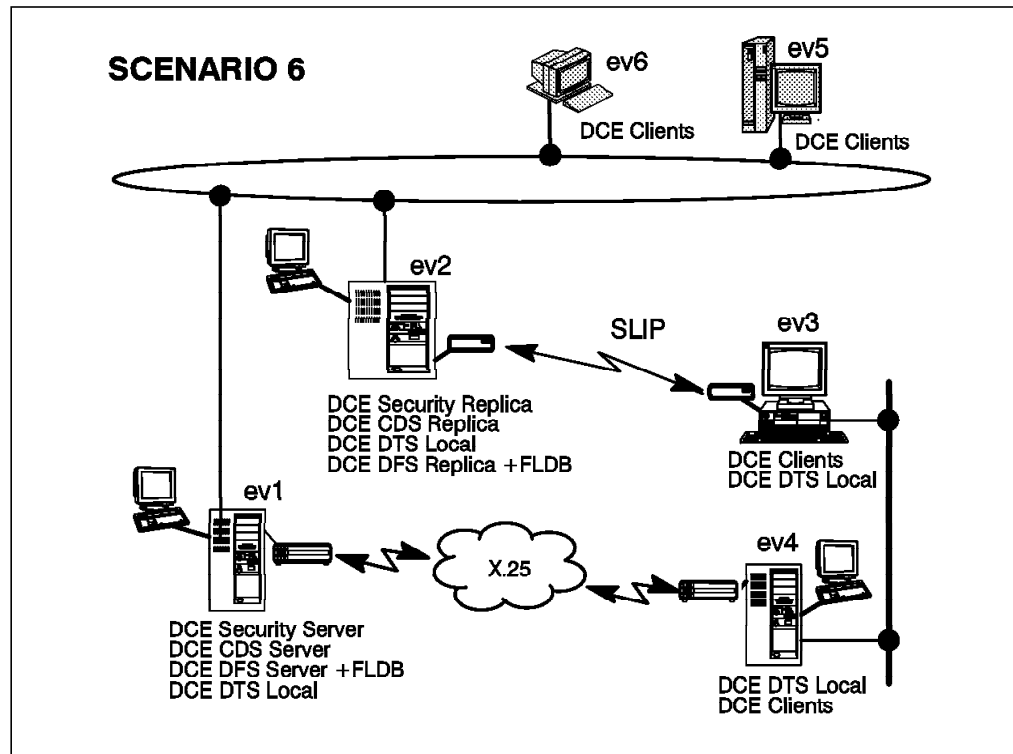 SCENARIO 6
ev6
DCE Clients
ev5
DCE Clients
ev2
DCE Security Replica
DCE CDS Replica
DCE DTS Local
DCE DFS Replica +FLDB
SLIP
ev3
DCE Clients
DCE DTS Local
ev1
DCE Security Server
DCE CDS Server
DCE DFS Server +FLDB
DCE DTS Local
X.25
ev4
DCE DTS Local
DCE Clients